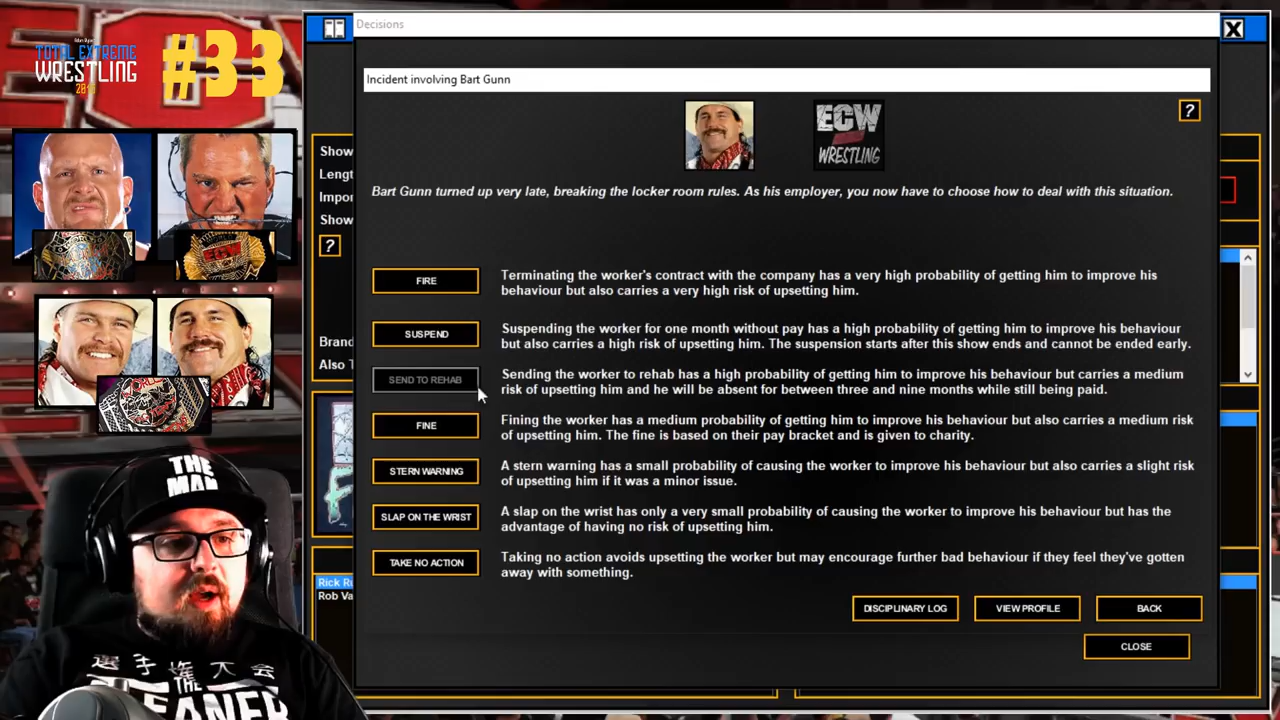 TOTAL EXTREME
WRESTLING
#33
Decisions
X
Incident involving Bart Gunn
?
ECW
WRESTLING
Bart Gunn turned up very late, breaking the locker room rules. As his employer, you now have to choose how to deal with this situation.
Show
Length
Impor
Show
?
Brand
Also T
FIRE
Terminating the worker's contract with the company has a very high probability of getting him to improve his
behaviour but also carries a very high risk of upsetting him.
SUSPEND
Suspending the worker for one month without pay has a high probability of getting him to improve his behaviour
but also carries a high risk of upsetting him. The suspension starts after this show ends and cannot be ended early.
SEND TO REHAB
Sending the worker to rehab has a high probability of getting him to improve his behaviour but carries a medium
risk of upsetting him and he will be absent for between three and nine months while still being paid.
FINE
Fining the worker has a medium probability of getting him to improve his behaviour but also carries a medium risk
of upsetting him. The fine is based on their pay bracket and is given to charity.
STERN WARNING
A stern warning has a small probability of causing the worker to improve his behaviour but also carries a slight risk
of upsetting him if it was a minor issue.
SLAP ON THE WRIST
A slap on the wrist has only a very small probability of causing the worker to improve his behaviour but has the
advantage of having no risk of upsetting him.
TAKE NO ACTION
Taking no action avoids upsetting the worker but may encourage further bad behaviour if they feel they've gotten
away with something.
Rick Ru
Rob Va
DISCIPLINARY LOG
VIEW PROFILE
BACK
CLOSE
THE
MAN
選手権大会
THE
CLEANER